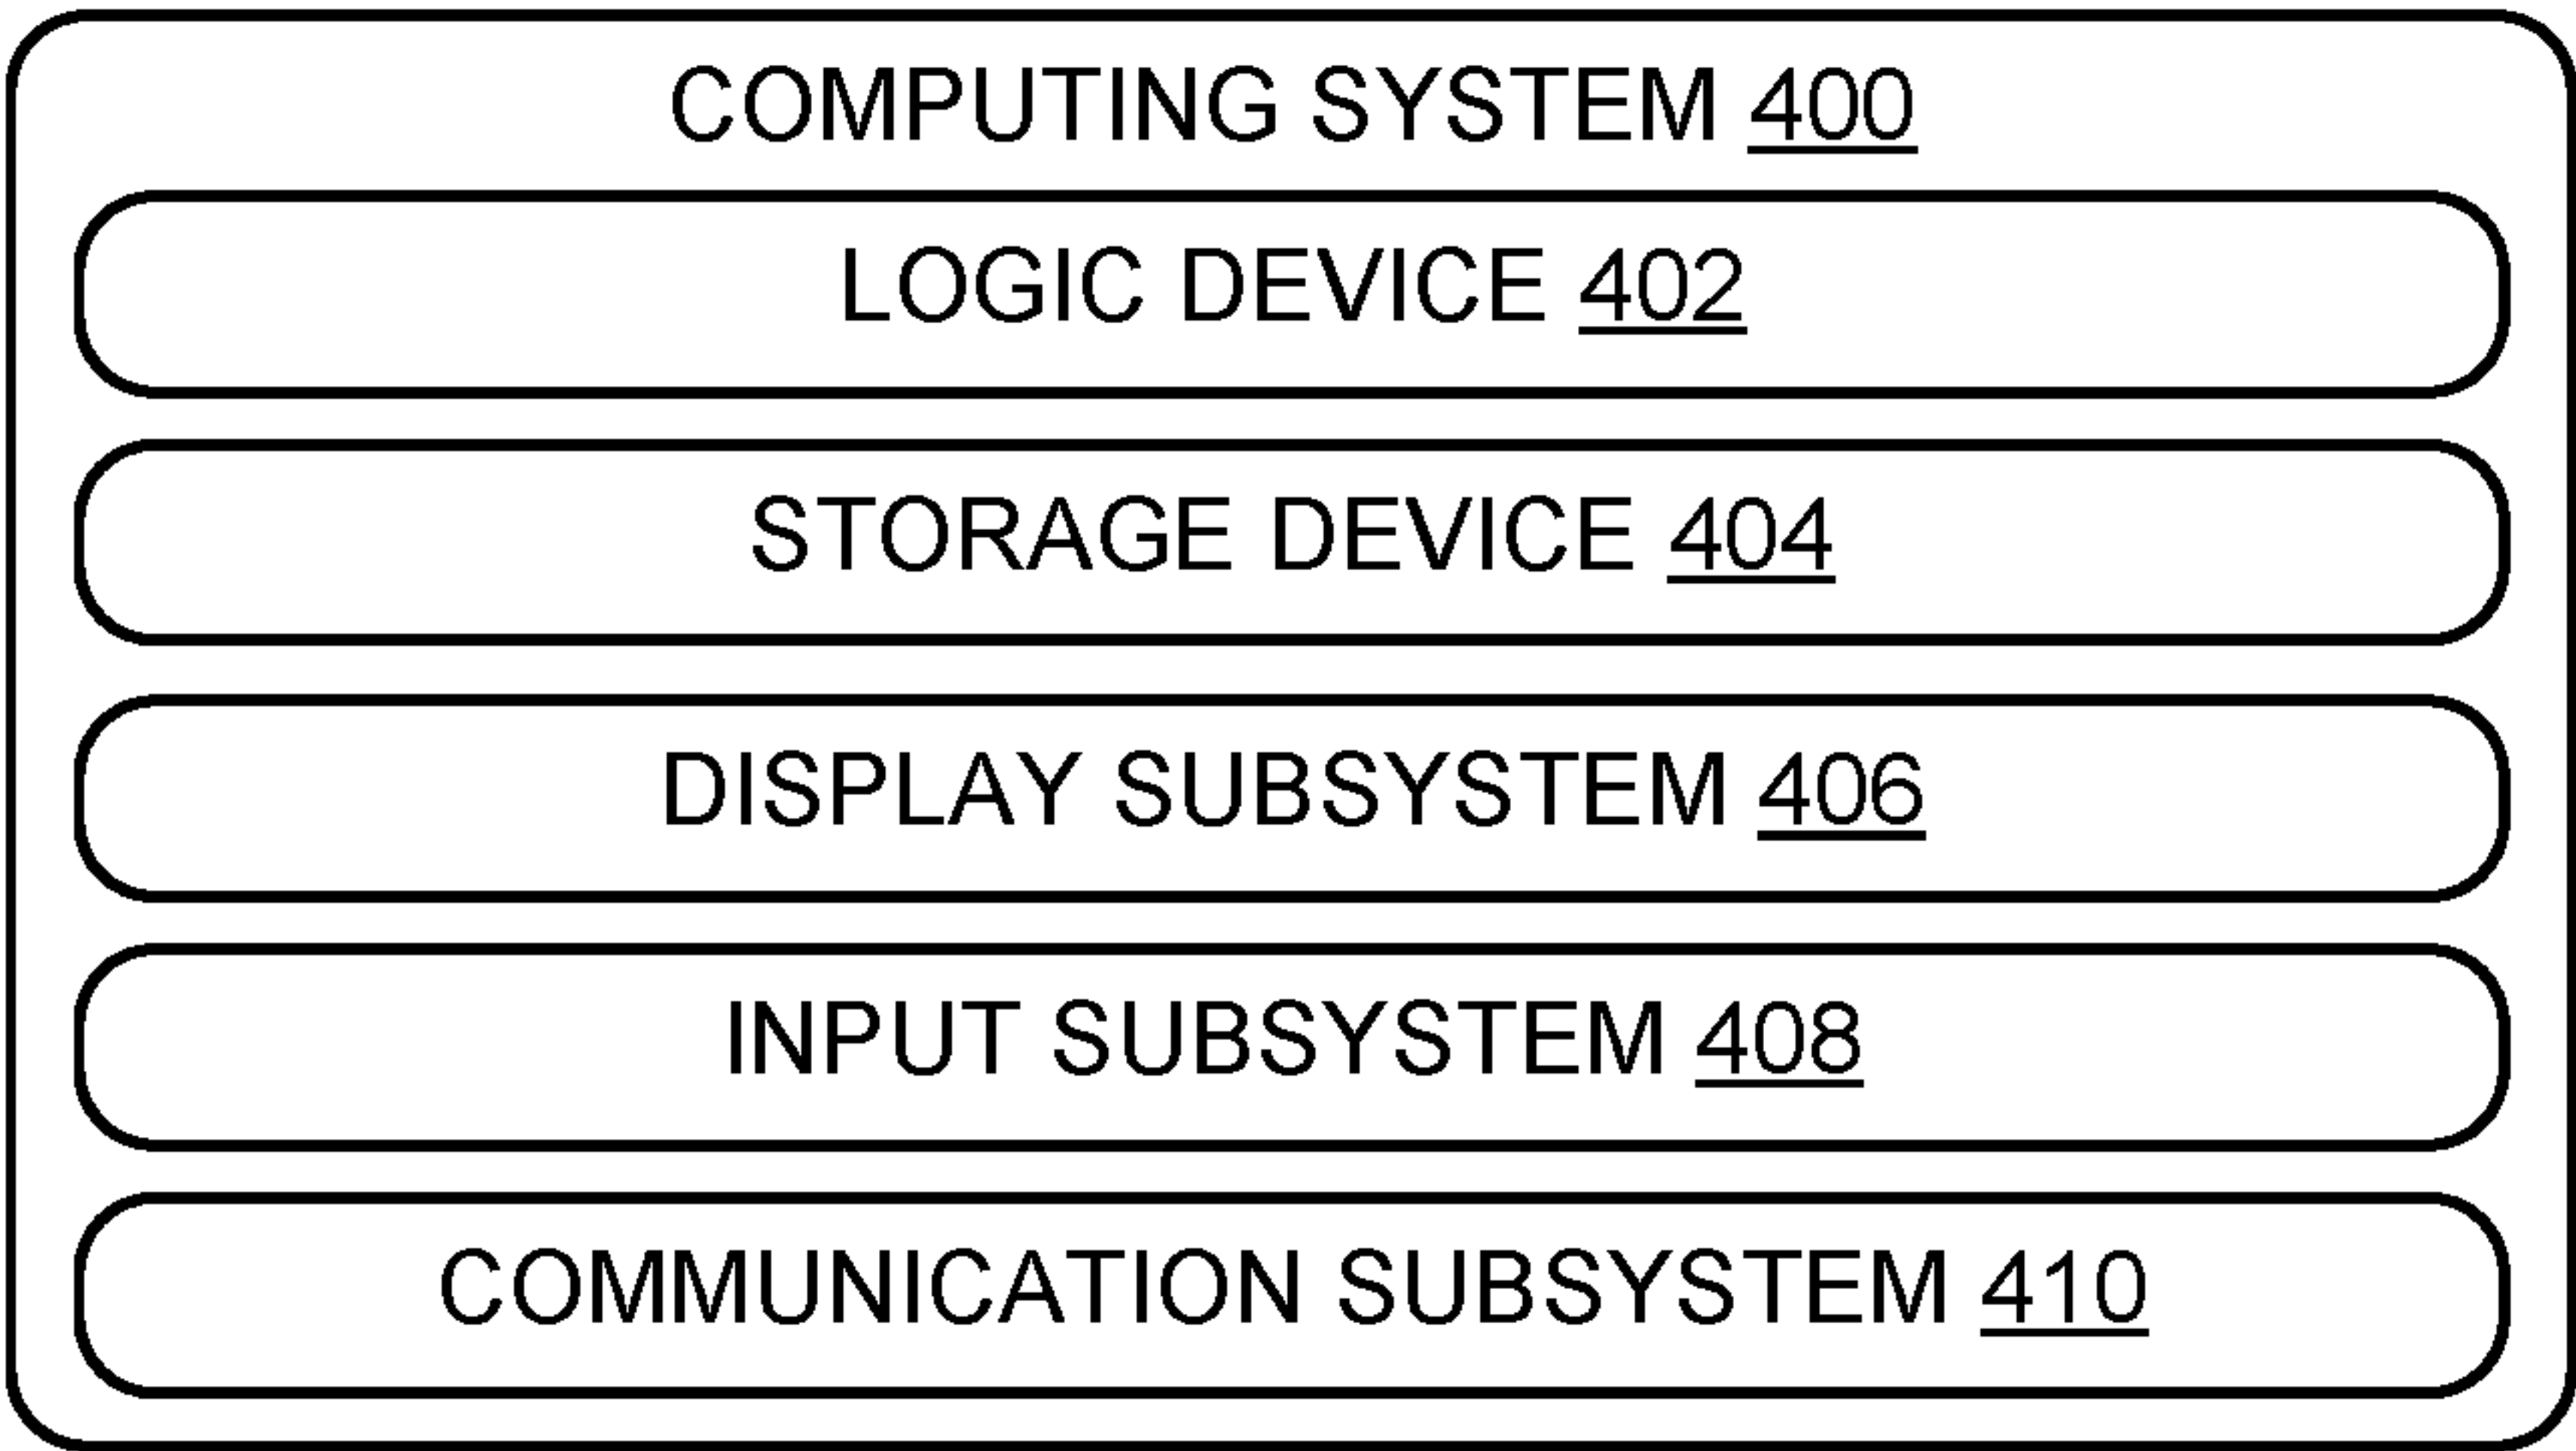 COMPUTING SYSTEM 400
LOGIC DEVICE 402
STORAGE DEVICE 404
DISPLAY SUBSYSTEM 406
INPUT SUBSYSTEM 408
COMMUNICATION SUBSYSTEM 410